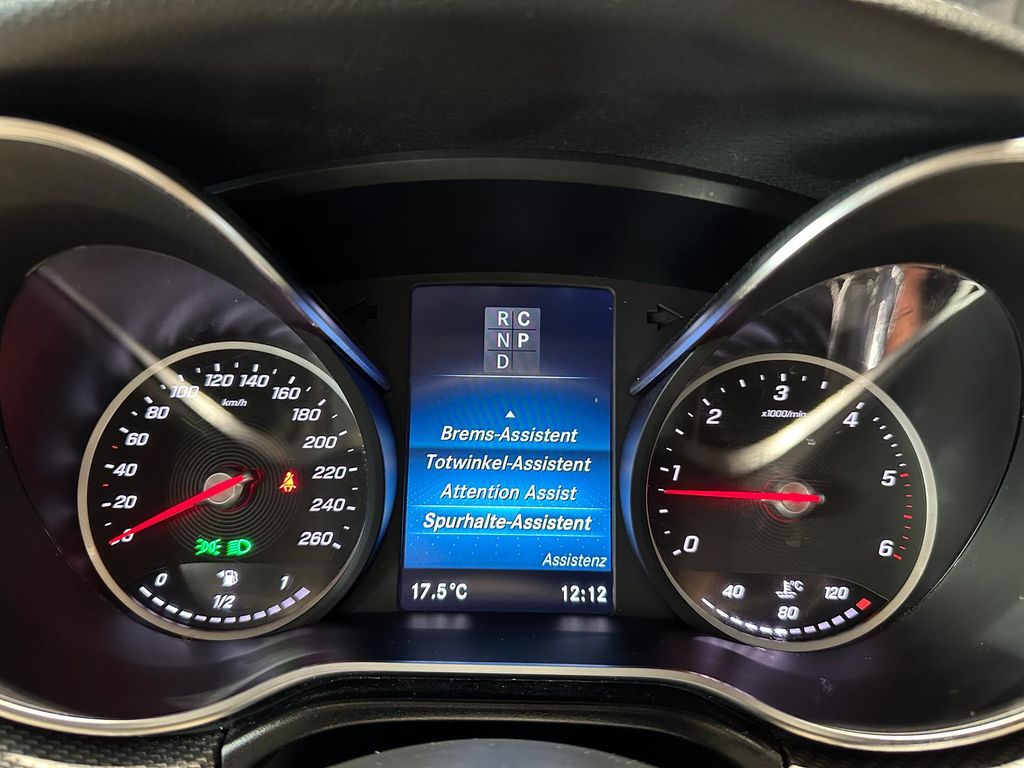 R C
N P
D
Brems-Assistent
Totwinkel-Assistent
Attention Assist
Spurhalte-Assistent
Assistenz
17.5°C 12:12
0
20
40
60
80
100
120
140
160
180
200
220
240
260
km/h
0 1/2 1
0
1
2
3
4
5
6
x1000/min
°C
40 80 120